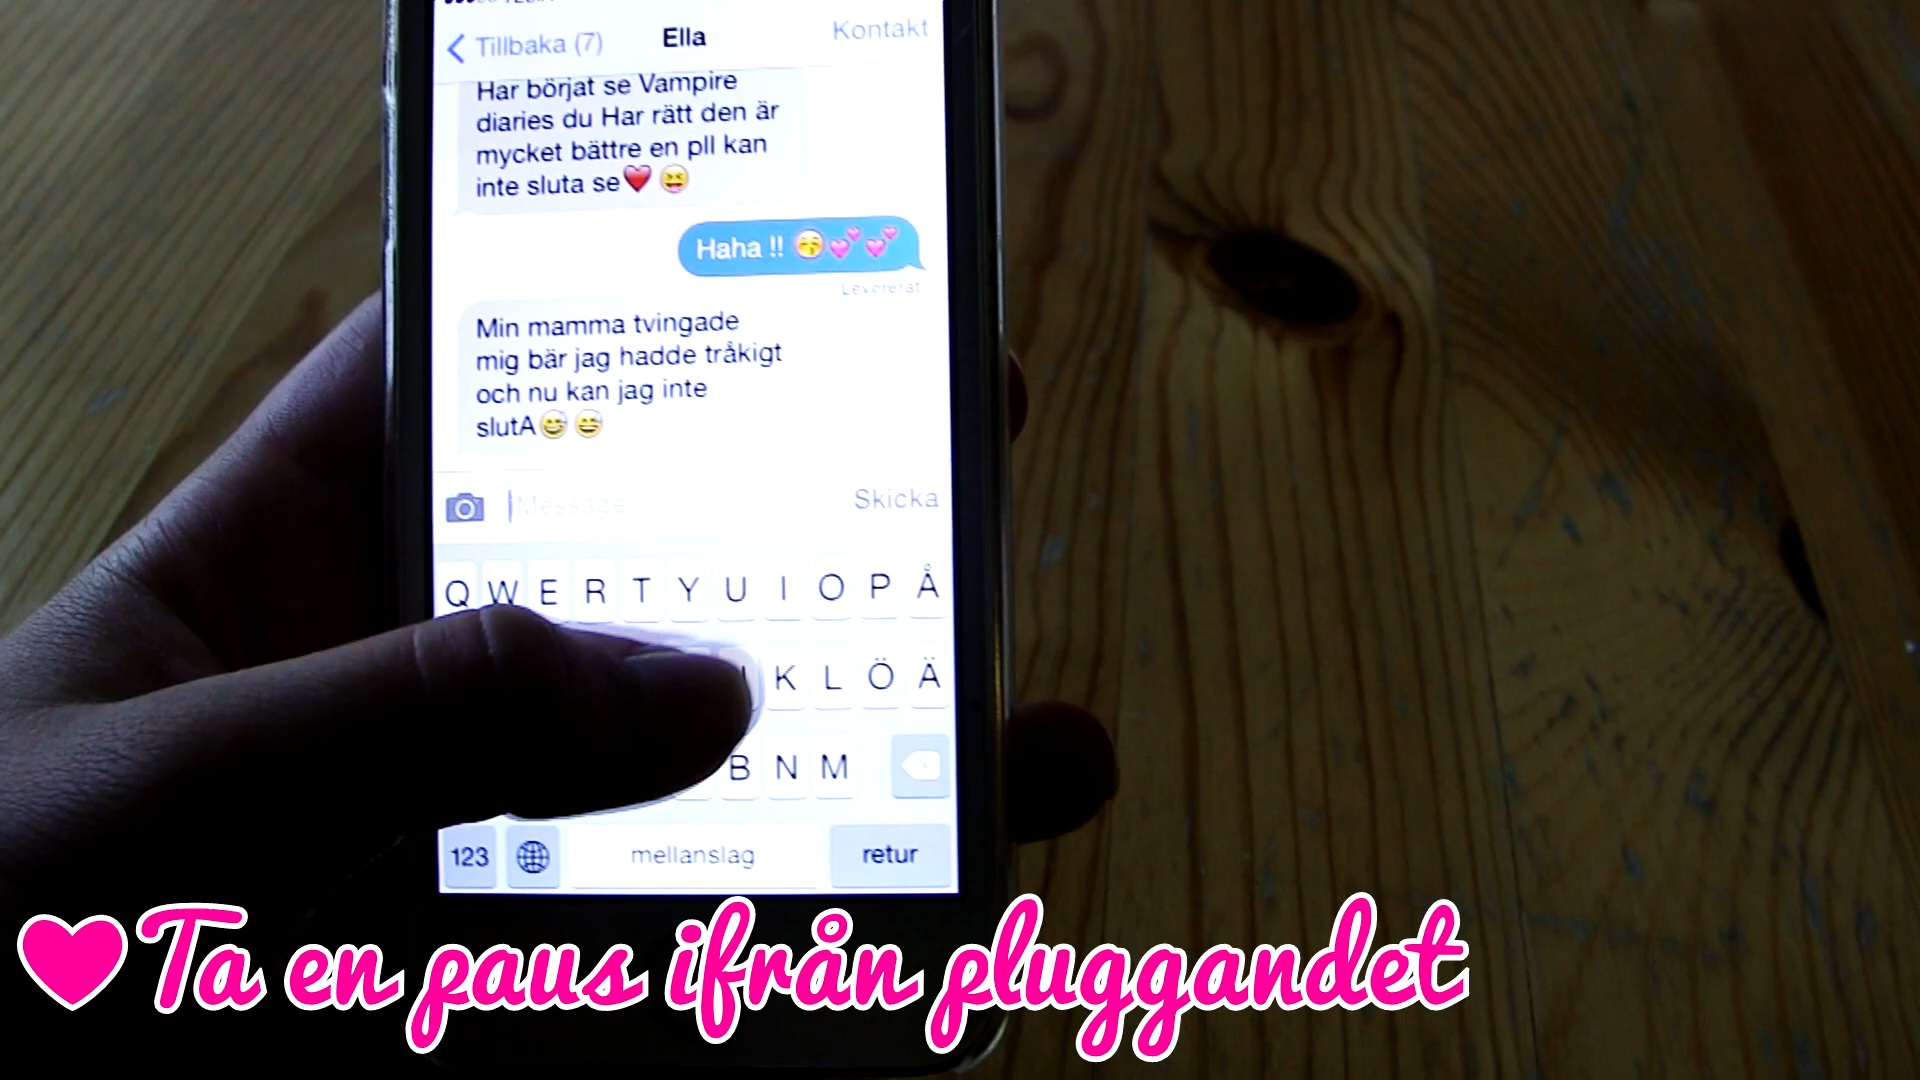 Tillbaka (7) Ella Kontakt
Har börjat se Vampire
diaries du Har rätt den är
mycket bättre en pll kan
inte sluta se❤️😝
Haha !! 😚💕💕
Levererat
Min mamma tvingade
mig bär jag hadde tråkigt
och nu kan jag inte
slutA😅😅
Message Skicka
Q W E R T Y U I O P Å
K L Ö Ä
B N M
123 mellanslag retur
Ta en paus ifrån pluggandet